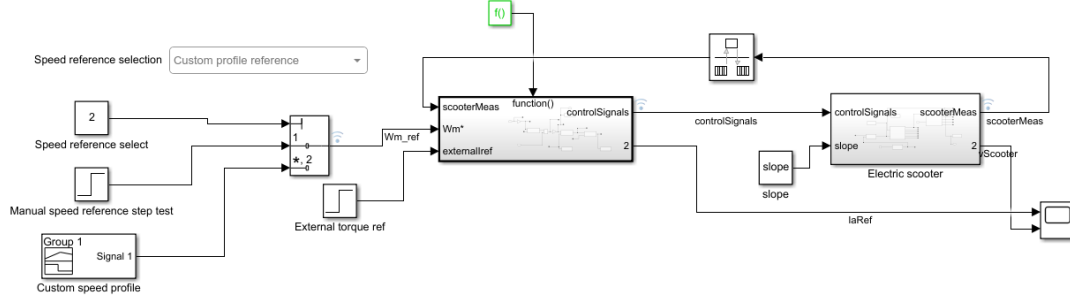 f()
Speed reference selection
Custom profile reference
2
Speed reference select
1
*, 2
Wm_ref
Manual speed reference step test
External torque ref
Group 1
Signal 1
Custom speed profile
function()
scooterMeas
controlSignals
Wm*
externalIref
2
controlSignals
controlSignals
scooterMeas
scooterMeas
slope
2
vScooter
Electric scooter
slope
slope
IaRef